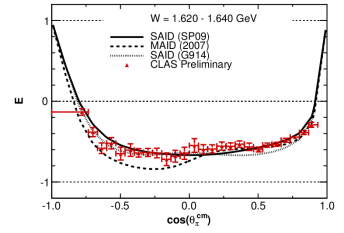 W = 1.620 - 1.640 GeV
SAID (SP09)
MAID (2007)
SAID (G914)
CLAS Preliminary
E
1
0
-1
-1.0
-0.5
0.0
0.5
1.0
cos(θπcm)